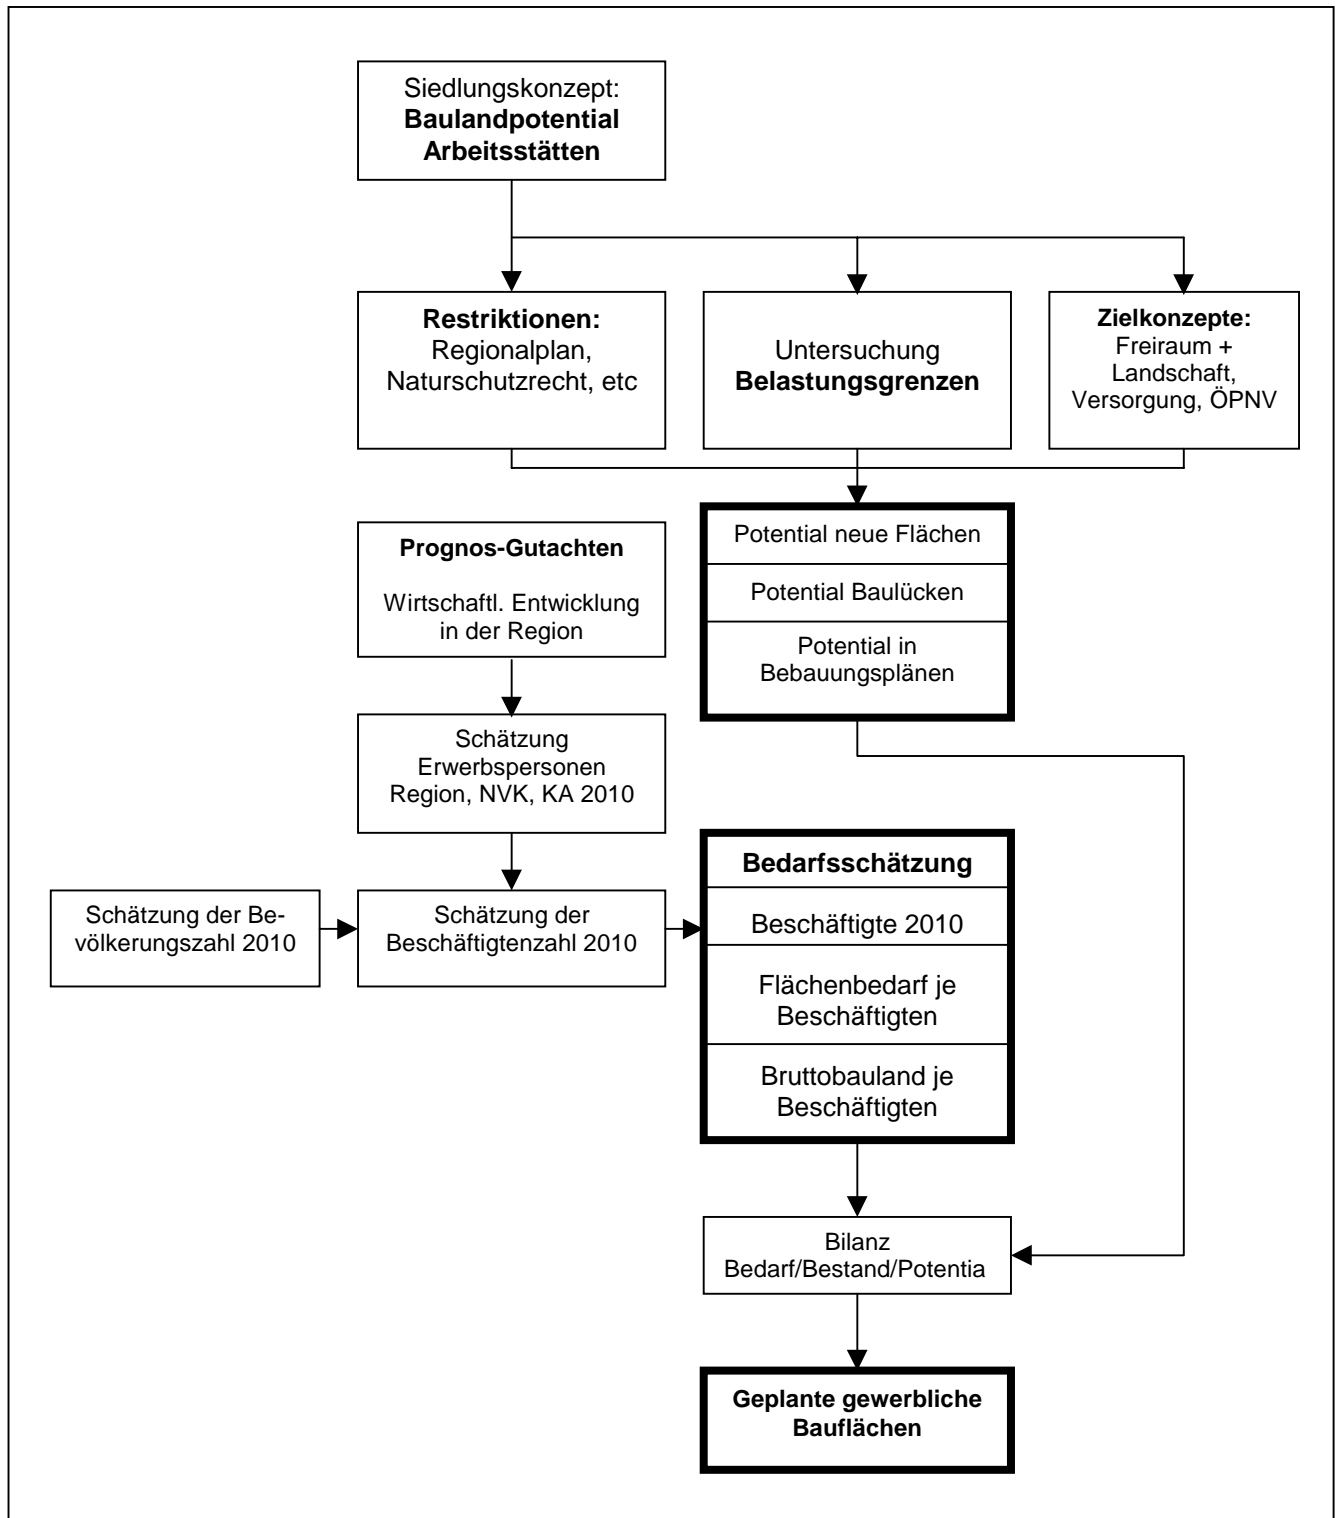 Siedlungskonzept:
Baulandpotential
Arbeitsstätten
Restriktionen:
Regionalplan,
Naturschutzrecht, etc
Untersuchung
Belastungsgrenzen
Zielkonzepte:
Freiraum +
Landschaft,
Versorgung, ÖPNV
Prognos-Gutachten
Wirtschaftl. Entwicklung
in der Region
Potential neue Flächen
Potential Baulücken
Potential in
Bebauungsplänen
Schätzung
Erwerbspersonen
Region, NVK, KA 2010
Schätzung der Be-
völkerungszahl 2010
Schätzung der
Beschäftigtenzahl 2010
Bedarfsschätzung
Beschäftigte 2010
Flächenbedarf je
Beschäftigten
Bruttobauland je
Beschäftigten
Bilanz
Bedarf/Bestand/Potentia
Geplante gewerbliche
Bauflächen